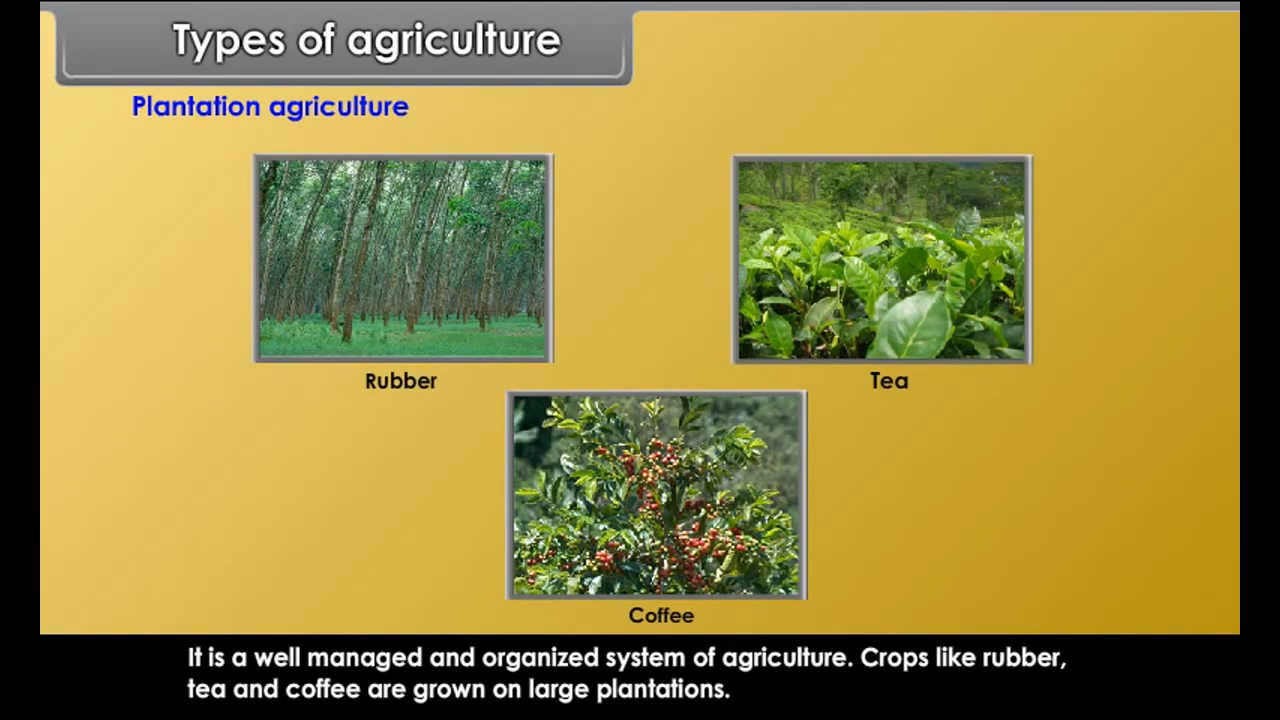 Types of agriculture
Plantation agriculture
Rubber
Tea
Coffee
It is a well managed and organized system of agriculture. Crops like rubber,
tea and coffee are grown on large plantations.